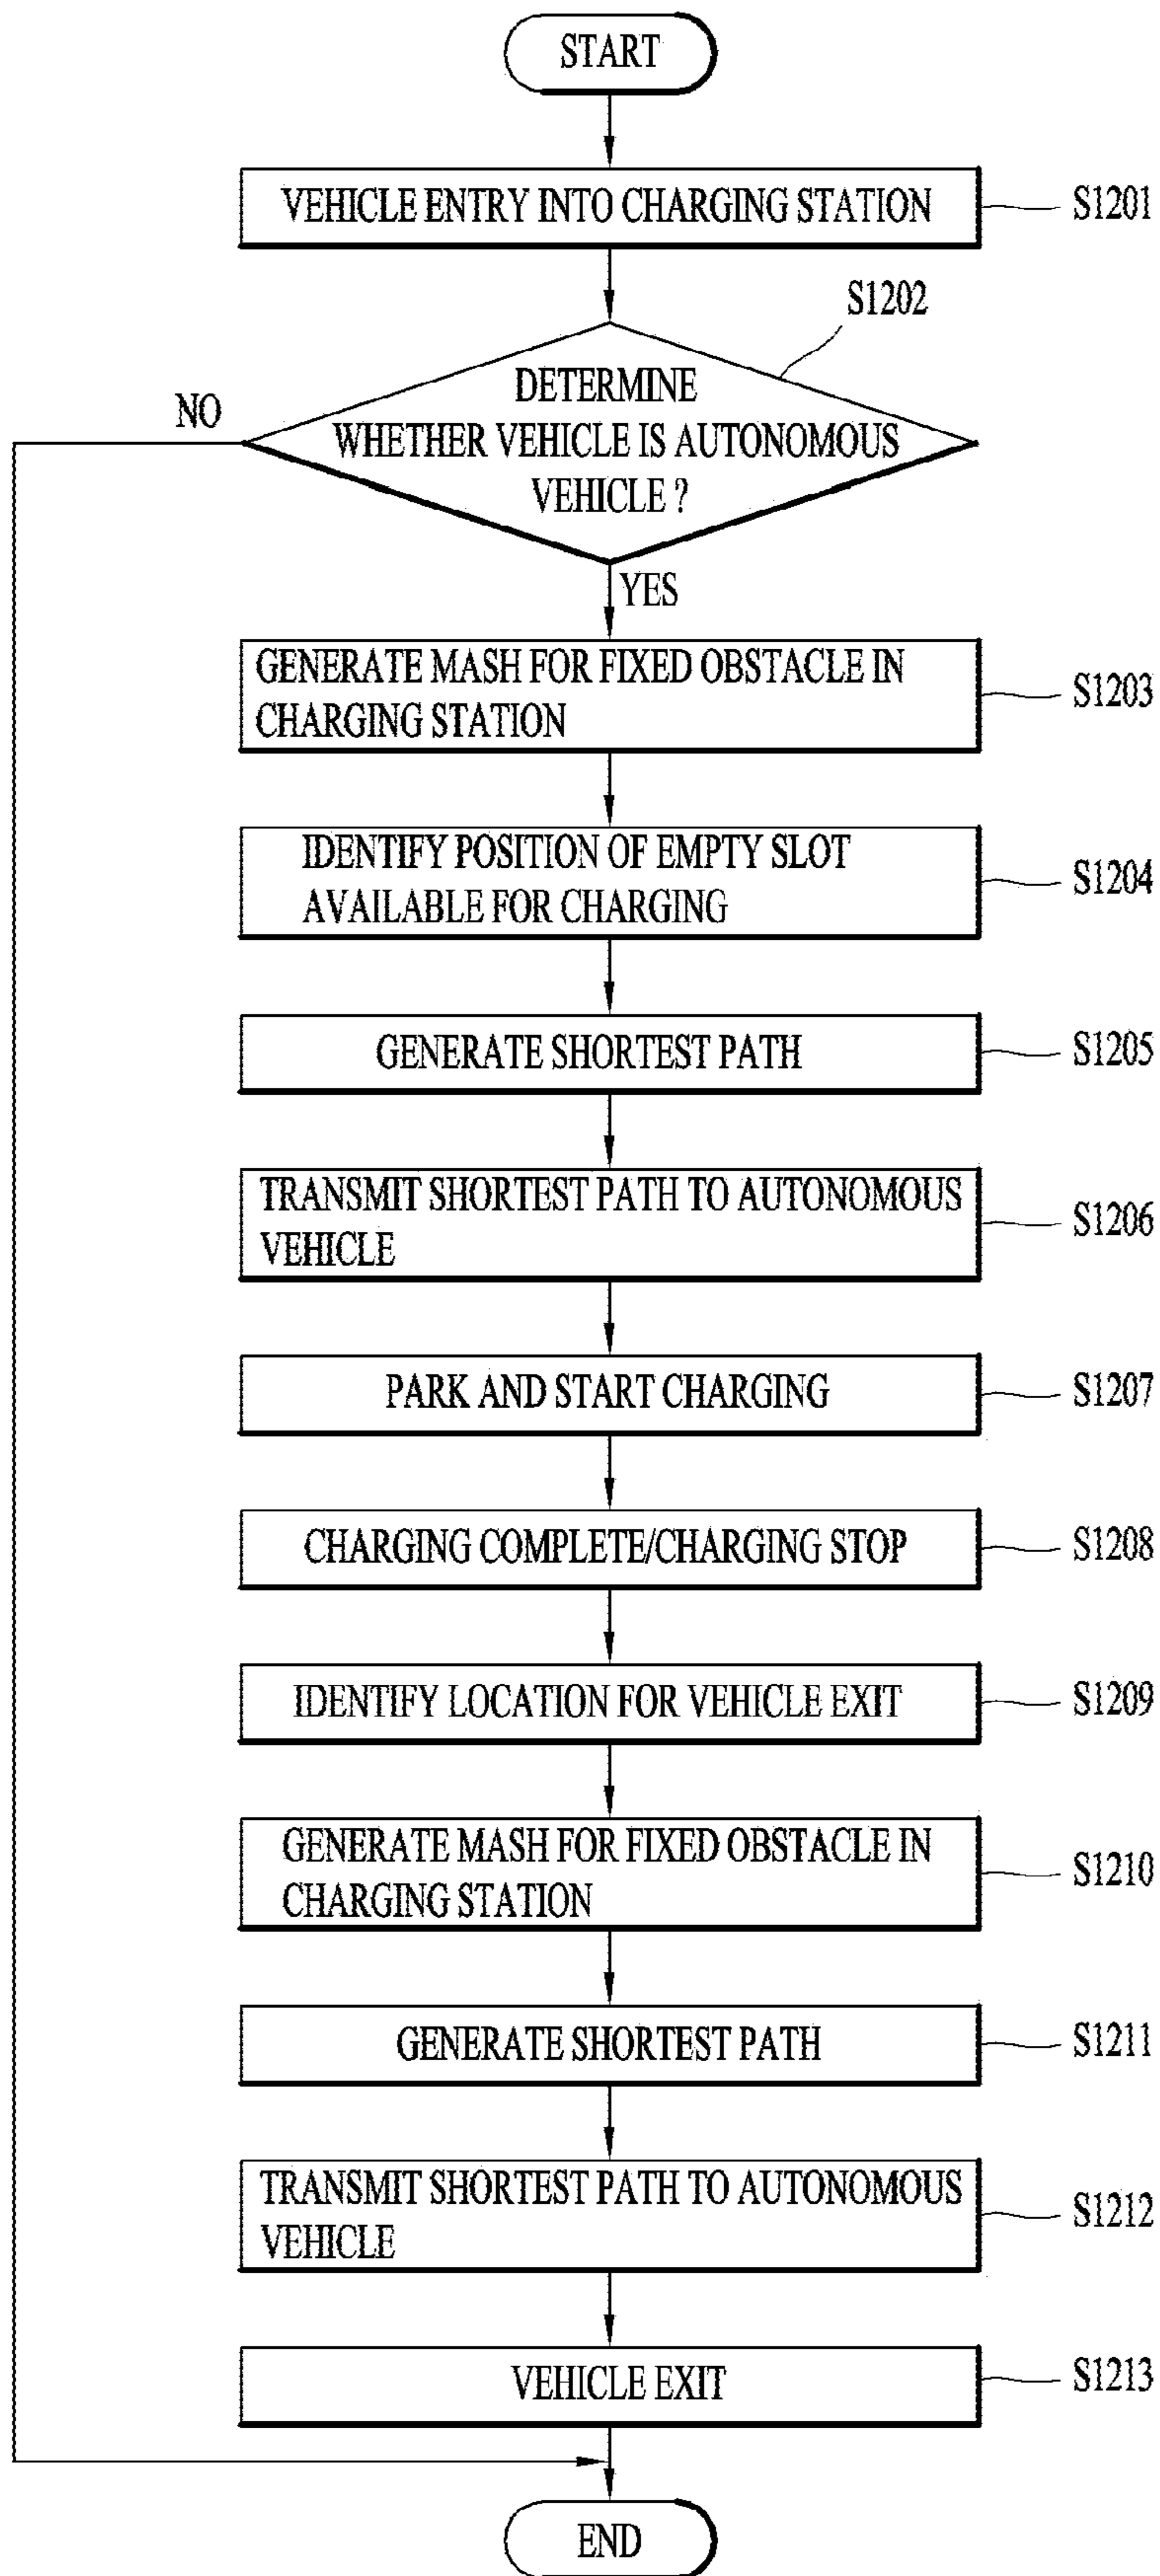 START
VEHICLE ENTRY INTO CHARGING STATION
S1201
S1202
DETERMINE
WHETHER VEHICLE IS AUTONOMOUS
VEHICLE ?
NO
YES
GENERATE MASH FOR FIXED OBSTACLE IN
CHARGING STATION
S1203
IDENTIFY POSITION OF EMPTY SLOT
AVAILABLE FOR CHARGING
S1204
GENERATE SHORTEST PATH
S1205
TRANSMIT SHORTEST PATH TO AUTONOMOUS
VEHICLE
S1206
PARK AND START CHARGING
S1207
CHARGING COMPLETE/CHARGING STOP
S1208
IDENTIFY LOCATION FOR VEHICLE EXIT
S1209
GENERATE MASH FOR FIXED OBSTACLE IN
CHARGING STATION
S1210
GENERATE SHORTEST PATH
S1211
TRANSMIT SHORTEST PATH TO AUTONOMOUS
VEHICLE
S1212
VEHICLE EXIT
S1213
END